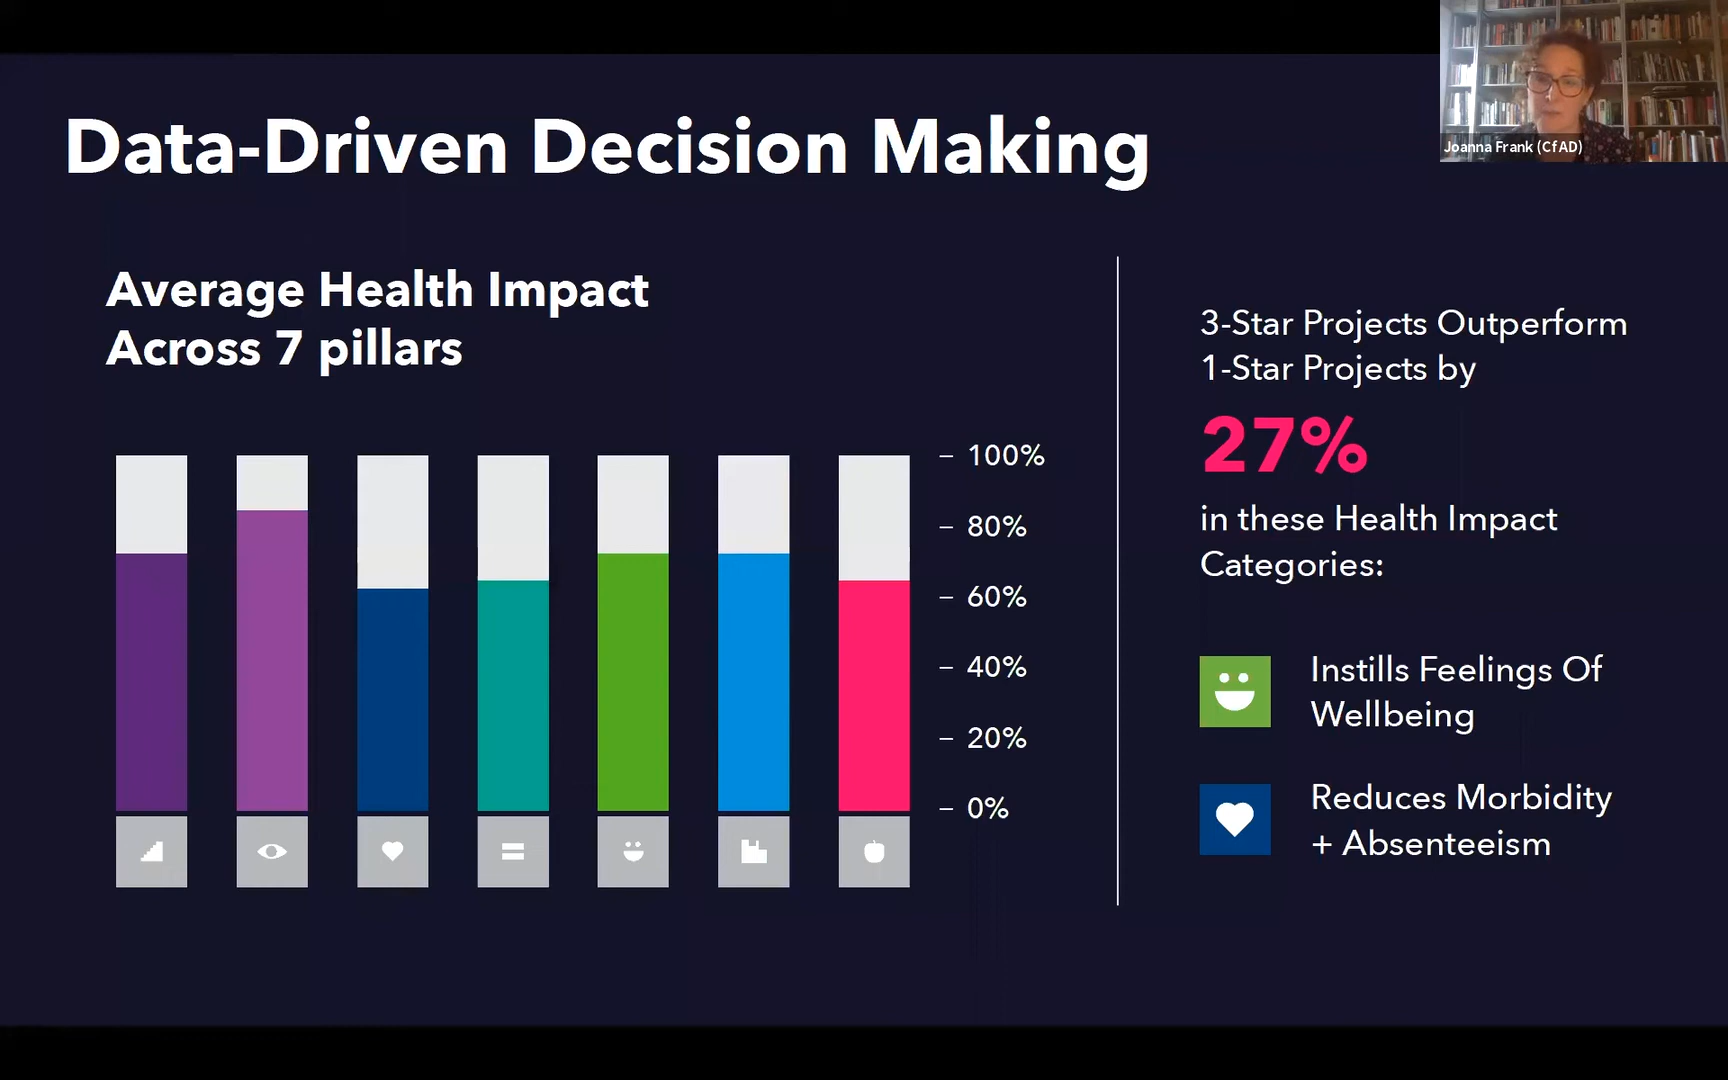 Data-Driven Decision Making
Joanna Frank (CfAD)
Average Health Impact
Across 7 pillars
100%
80%
60%
40%
20%
0%
3-Star Projects Outperform
1-Star Projects by
27%
in these Health Impact
Categories:
Instills Feelings Of
Wellbeing
Reduces Morbidity
+ Absenteeism